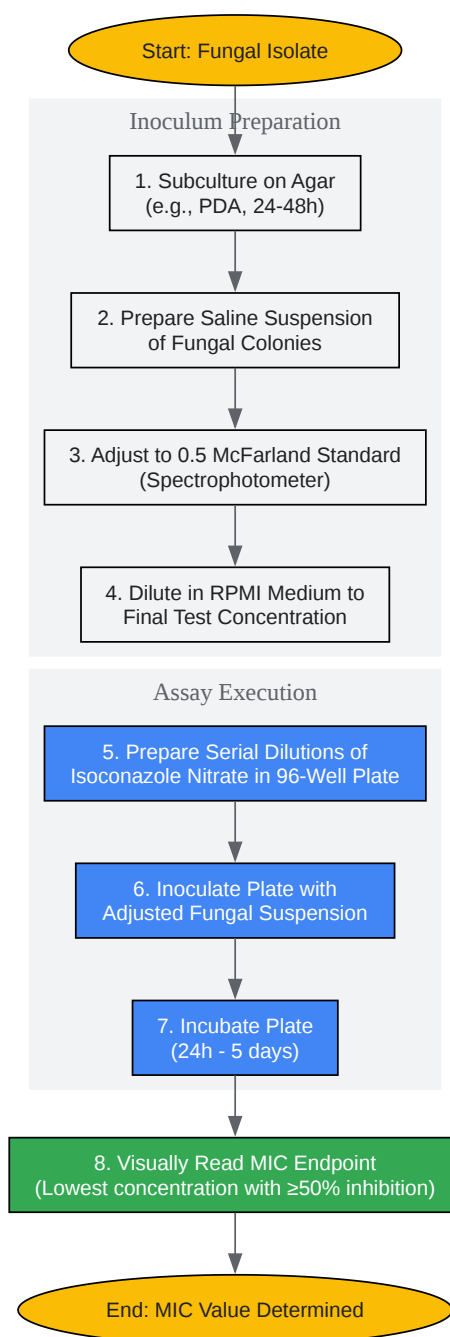 Start: Fungal Isolate
Inoculum Preparation
1. Subculture on Agar
(e.g., PDA, 24-48h)
2. Prepare Saline Suspension
of Fungal Colonies
3. Adjust to 0.5 McFarland Standard
(Spectrophotometer)
4. Dilute in RPMI Medium to
Final Test Concentration
Assay Execution
5. Prepare Serial Dilutions of
Isoconazole Nitrate in 96-Well Plate
6. Inoculate Plate with
Adjusted Fungal Suspension
7. Incubate Plate
(24h - 5 days)
8. Visually Read MIC Endpoint
(Lowest concentration with ≥50% inhibition)
End: MIC Value Determined